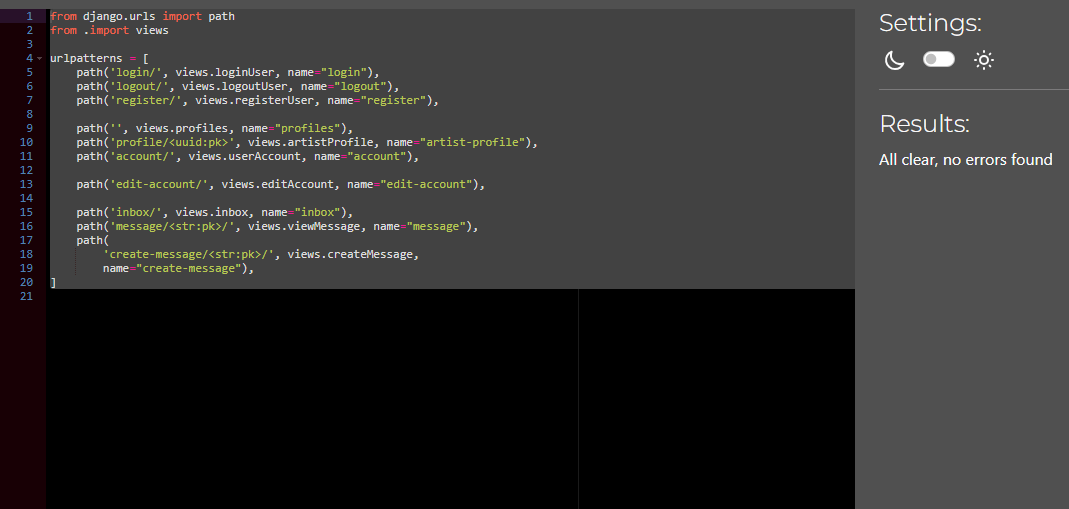 1 from django.urls import path
2 from .import views
3
4 urlpatterns = [
5     path('login/', views.loginUser, name="login"),
6     path('logout/', views.logoutUser, name="logout"),
7     path('register/', views.registerUser, name="register"),
8
9     path('', views.profiles, name="profiles"),
10     path('profile/<uuid:pk>', views.artistProfile, name="artist-profile"),
11     path('account/', views.userAccount, name="account"),
12
13     path('edit-account/', views.editAccount, name="edit-account"),
14
15     path('inbox/', views.inbox, name="inbox"),
16     path('message/<str:pk>/', views.viewMessage, name="message"),
17     path(
18         'create-message/<str:pk>/', views.createMessage,
19         name="create-message"),
20 ]
21
Settings:
Results:
All clear, no errors found